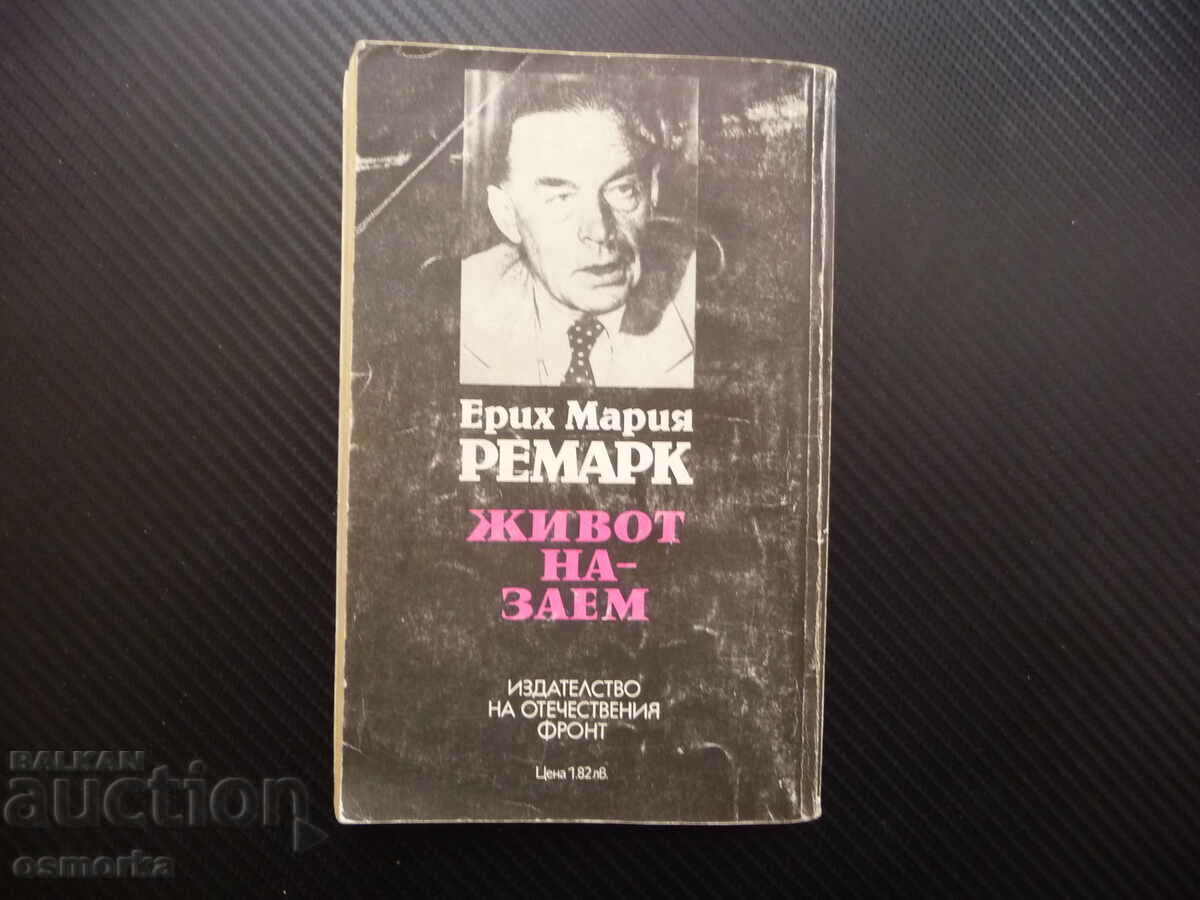 Ерих Мария
РЕМАРК
ЖИВОТ
НА-
ЗАЕМ
ИЗДАТЕЛСТВО
НА ОТЕЧЕСТВЕНИЯ
ФРОНТ
Цена 1.82 лв.
BALKAN
auction
osmorka